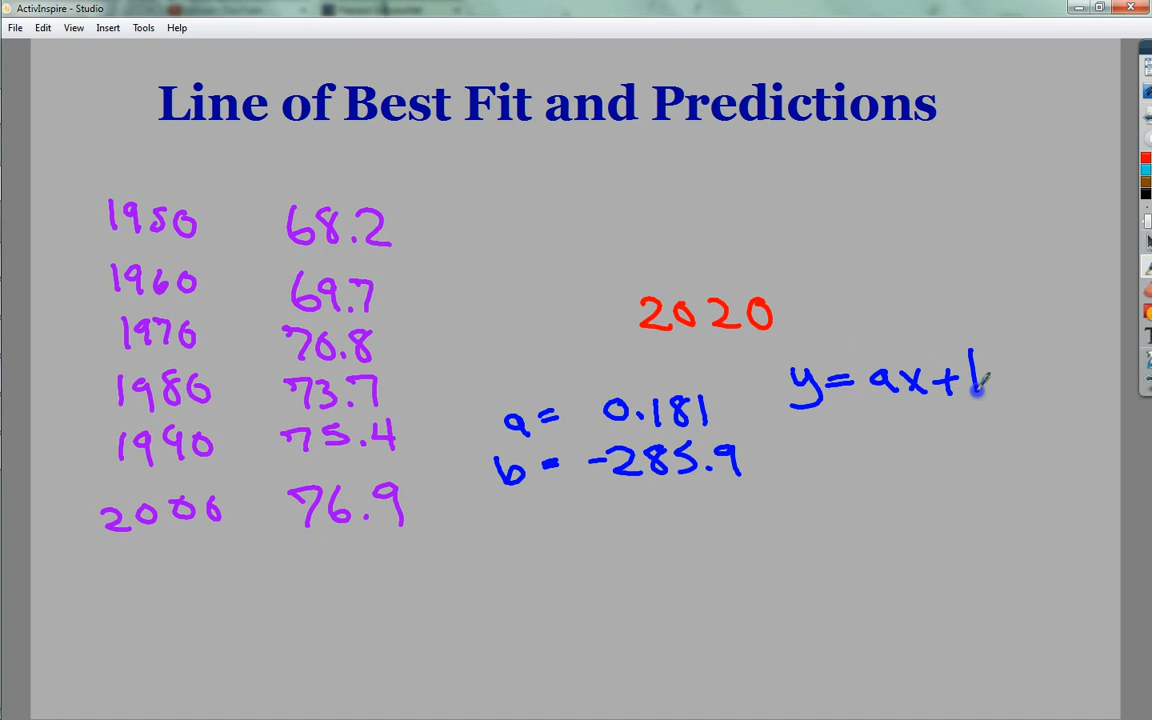 ActivInspire - Studio
File Edit View Insert Tools Help
Line of Best Fit and Predictions
1950 68.2
1960 69.7
1970 70.8
1980 73.7
1990 75.4
2000 76.9
2020
y = ax +
a = 0.181
b = -285.9